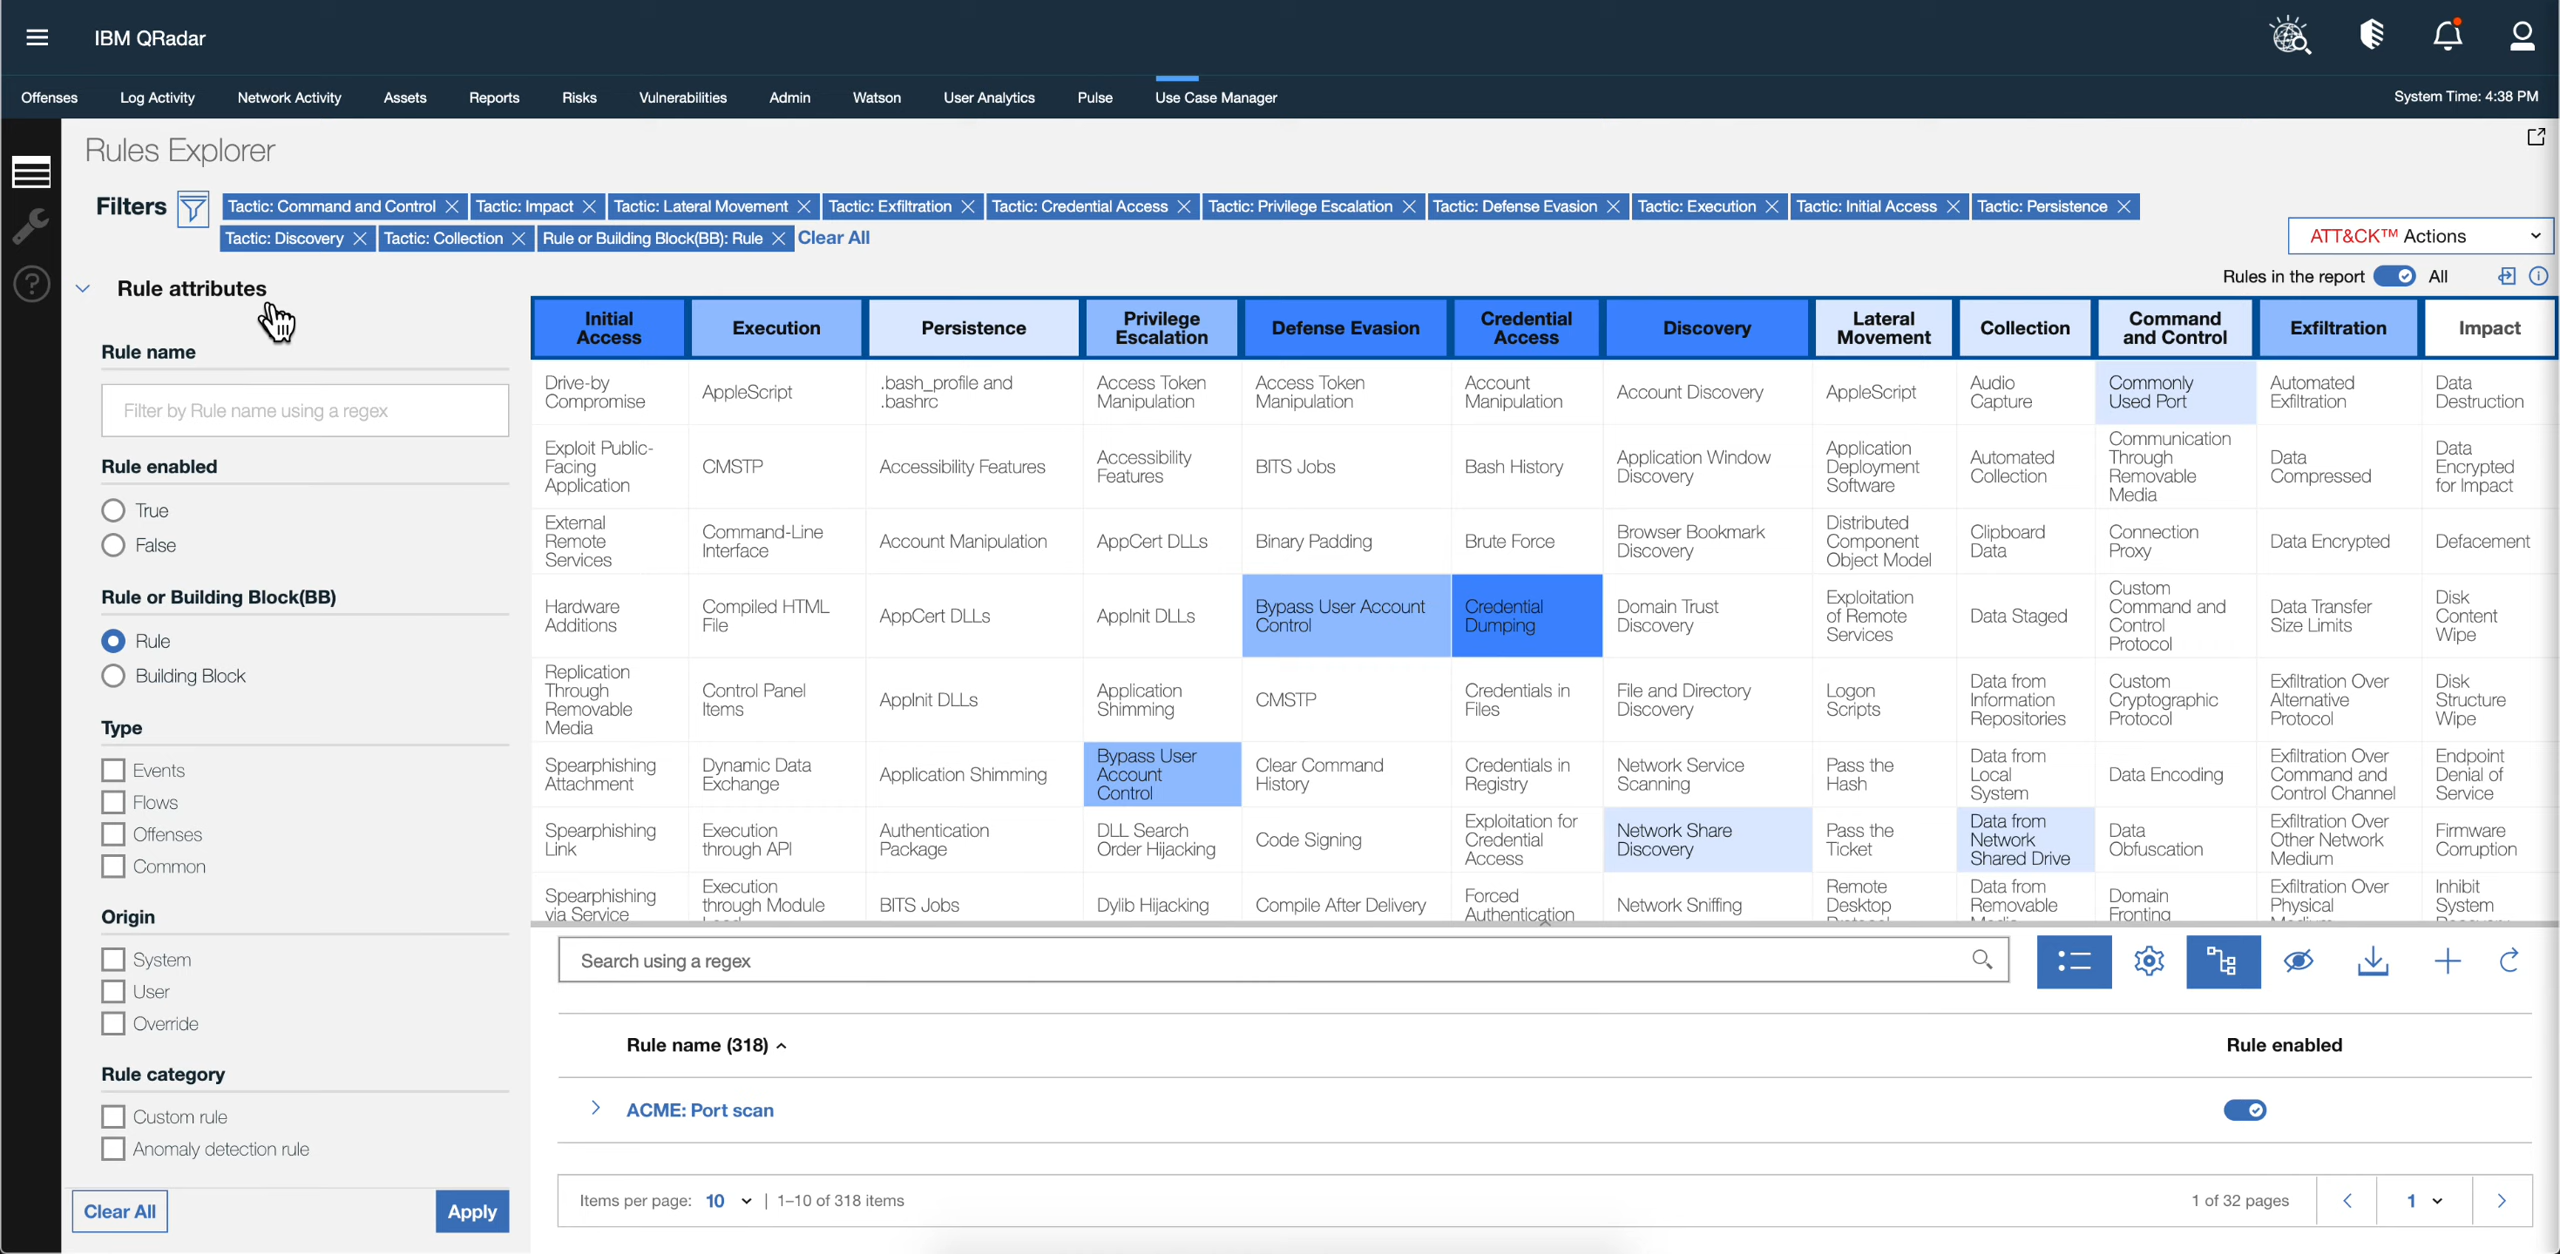 IBM QRadar
Offenses Log Activity Network Activity Assets Reports Risks Vulnerabilities Admin Watson User Analytics Pulse Use Case Manager System Time: 4:38 PM
Rules Explorer
Filters Tactic: Command and Control Tactic: Impact Tactic: Lateral Movement Tactic: Exfiltration Tactic: Credential Access Tactic: Privilege Escalation Tactic: Defense Evasion Tactic: Execution Tactic: Initial Access Tactic: Persistence
Tactic: Discovery Tactic: Collection Rule or Building Block(BB): Rule Clear All
ATT&CK™ Actions
Rules in the report All
Rule attributes
Rule name
Filter by Rule name using a regex
Rule enabled
True
False
Rule or Building Block(BB)
Rule
Building Block
Type
Events
Flows
Offenses
Common
Origin
System
User
Override
Rule category
Custom rule
Anomaly detection rule
Clear All Apply
Initial Access Execution Persistence Privilege Escalation Defense Evasion Credential Access Discovery Lateral Movement Collection Command and Control Exfiltration Impact
Drive-by Compromise AppleScript .bash_profile and .bashrc Access Token Manipulation Access Token Manipulation Account Manipulation Account Discovery AppleScript Audio Capture Commonly Used Port Automated Exfiltration Data Destruction
Exploit Public-Facing Application CMSTP Accessibility Features Accessibility Features BITS Jobs Bash History Application Window Discovery Application Deployment Software Automated Collection Communication Through Removable Media Data Compressed Data Encrypted for Impact
External Remote Services Command-Line Interface Account Manipulation AppCert DLLs Binary Padding Brute Force Browser Bookmark Discovery Distributed Component Object Model Clipboard Data Connection Proxy Data Encrypted Defacement
Hardware Additions Compiled HTML File AppCert DLLs AppInit DLLs Bypass User Account Control Credential Dumping Domain Trust Discovery Exploitation of Remote Services Data Staged Custom Command and Control Protocol Data Transfer Size Limits Disk Content Wipe
Replication Through Removable Media Control Panel Items AppInit DLLs Application Shimming CMSTP Credentials in Files File and Directory Discovery Logon Scripts Data from Information Repositories Custom Cryptographic Protocol Exfiltration Over Alternative Protocol Disk Structure Wipe
Spearphishing Attachment Dynamic Data Exchange Application Shimming Bypass User Account Control Clear Command History Credentials in Registry Network Service Scanning Pass the Hash Data from Local System Data Encoding Exfiltration Over Command and Control Channel Endpoint Denial of Service
Spearphishing Link Execution through API Authentication Package DLL Search Order Hijacking Code Signing Exploitation for Credential Access Network Share Discovery Pass the Ticket Data from Network Shared Drive Data Obfuscation Exfiltration Over Other Network Medium Firmware Corruption
Spearphishing via Service Execution through Module BITS Jobs Dylib Hijacking Compile After Delivery Forced Authentication Network Sniffing Remote Desktop Data from Removable Domain Fronting Exfiltration Over Physical Inhibit System
Search using a regex
Rule name (318) Rule enabled
ACME: Port scan
Items per page: 10 | 1–10 of 318 items 1 of 32 pages 1